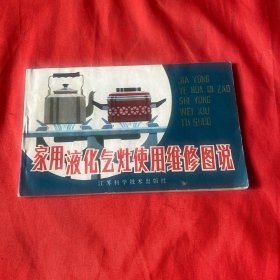 JIA YONG
YE HUA QI ZAO
SHI YONG
WEI XIU
TU SHUO
家用液化气灶使用维修图说
江苏科学技术出版社